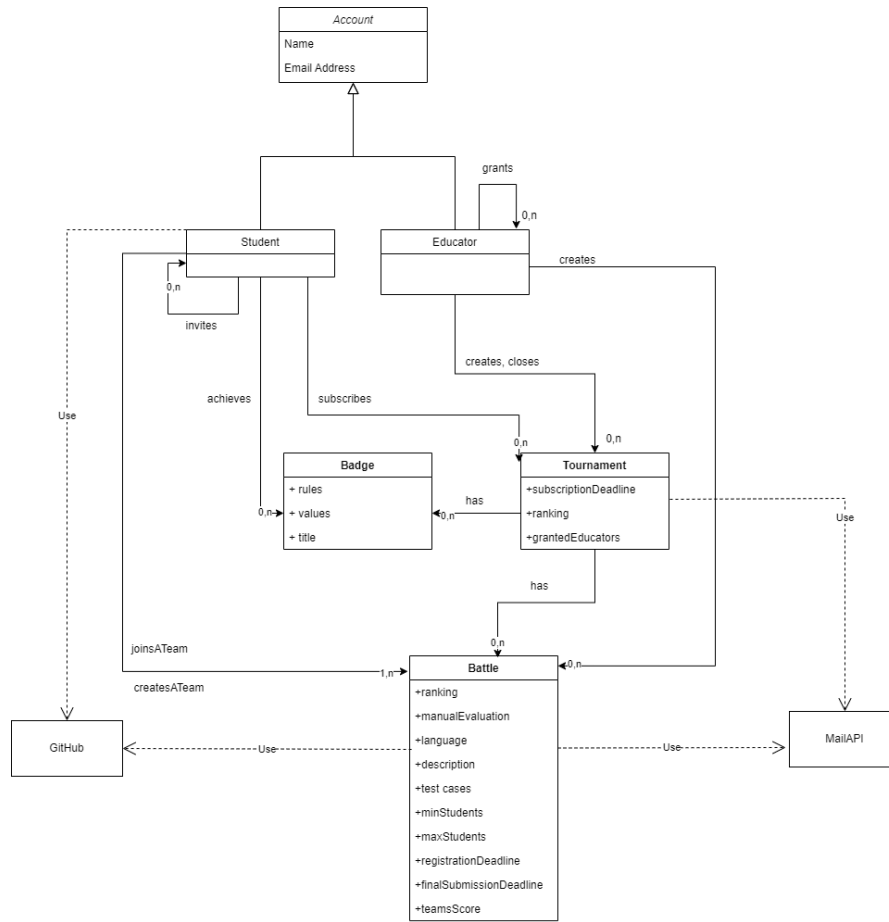 Account
Name
Email Address
grants
0,n
Student
Educator
creates
0,n
invites
creates, closes
achieves
subscribes
Use
0,n
0,n
Badge
Tournament
+ rules
+subscriptionDeadline
has
+ values
+ranking
0,n
0,n
Use
+ title
+grantedEducators
has
0,n
joinsATeam
Battle
0,n
1,n
createsATeam
+ranking
+manualEvaluation
GitHub
Use
+language
Use
MailAPI
+description
+test cases
+minStudents
+maxStudents
+registrationDeadline
+finalSubmissionDeadline
+teamsScore